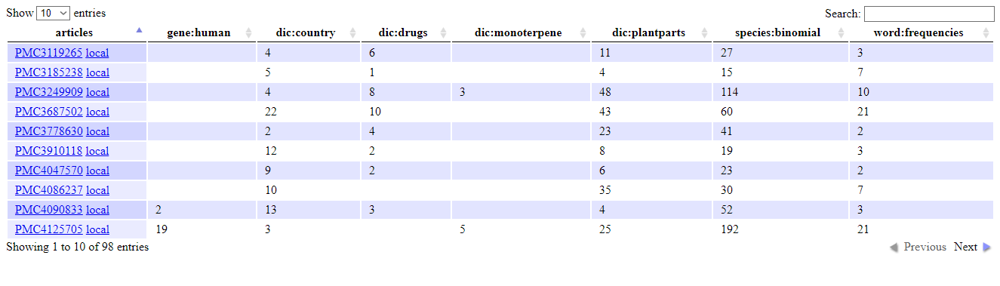 Show 10 entries Search:
articles gene:human dic:country dic:drugs dic:monoterpene dic:plantparts species:binomial word:frequencies
PMC3119265 local 4 6 11 27 3
PMC3185238 local 5 1 4 15 7
PMC3249909 local 4 8 3 48 114 10
PMC3687502 local 22 10 43 60 21
PMC3778630 local 2 4 23 41 2
PMC3910118 local 12 2 8 19 3
PMC4047570 local 9 2 6 23 2
PMC4086237 local 10 35 30 7
PMC4090833 local 2 13 3 4 52 3
PMC4125705 local 19 3 5 25 192 21
Showing 1 to 10 of 98 entries Previous Next